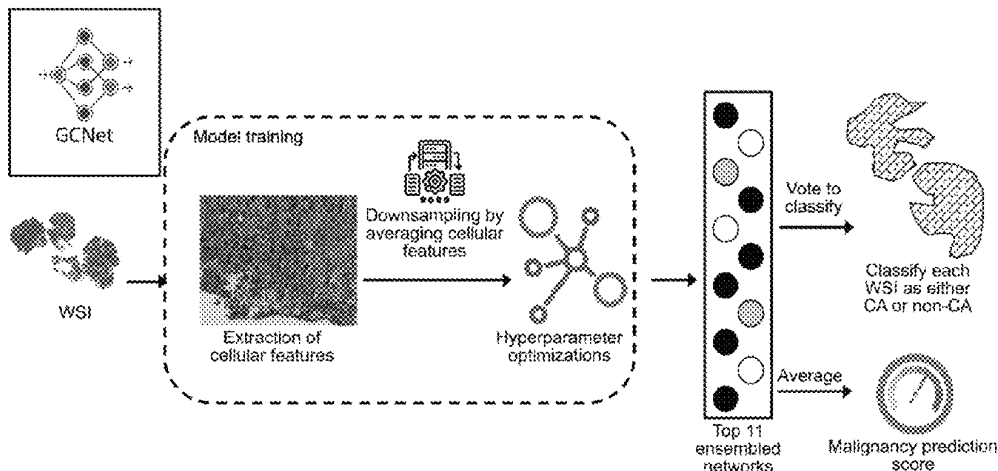 GCNet
Model training
WSI
Extraction of
cellular features
Downsampling by
averaging cellular
features
Hyperparameter
optimizations
Top 11
ensembled
networks
Vote to
classify
Classify each
WSI as either
CA or non-CA
Average
Malignancy prediction
score